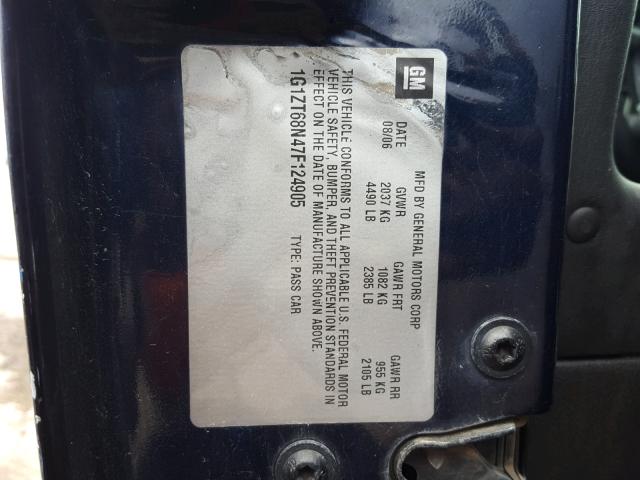 GM
MFD BY GENERAL MOTORS CORP
DATE GVWR GAWR FRT GAWR RR
08/06 2037 KG 1082 KG 955 KG
4490 LB 2385 LB 2105 LB
THIS VEHICLE CONFORMS TO ALL APPLICABLE U.S. FEDERAL MOTOR
VEHICLE SAFETY, BUMPER, AND THEFT PREVENTION STANDARDS IN
EFFECT ON THE DATE OF MANUFACTURE SHOWN ABOVE.
1G1ZT68N47F124905 TYPE: PASS CAR